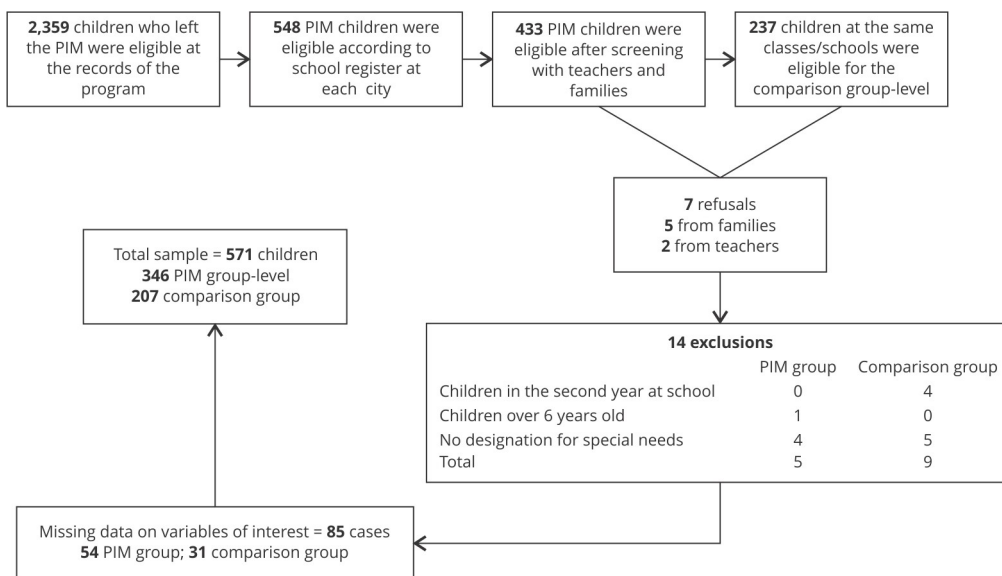 2,359 children who left
the PIM were eligible at
the records of the
program
548 PIM children were
eligible according to
school register at
each city
433 PIM children were
eligible after screening
with teachers and
families
237 children at the same
classes/schools were
eligible for the
comparison group-level
7 refusals
5 from families
2 from teachers
14 exclusions
PIM group Comparison group
Children in the second year at school 0 4
Children over 6 years old 1 0
No designation for special needs 4 5
Total 5 9
Missing data on variables of interest = 85 cases
54 PIM group; 31 comparison group
Total sample = 571 children
346 PIM group-level
207 comparison group